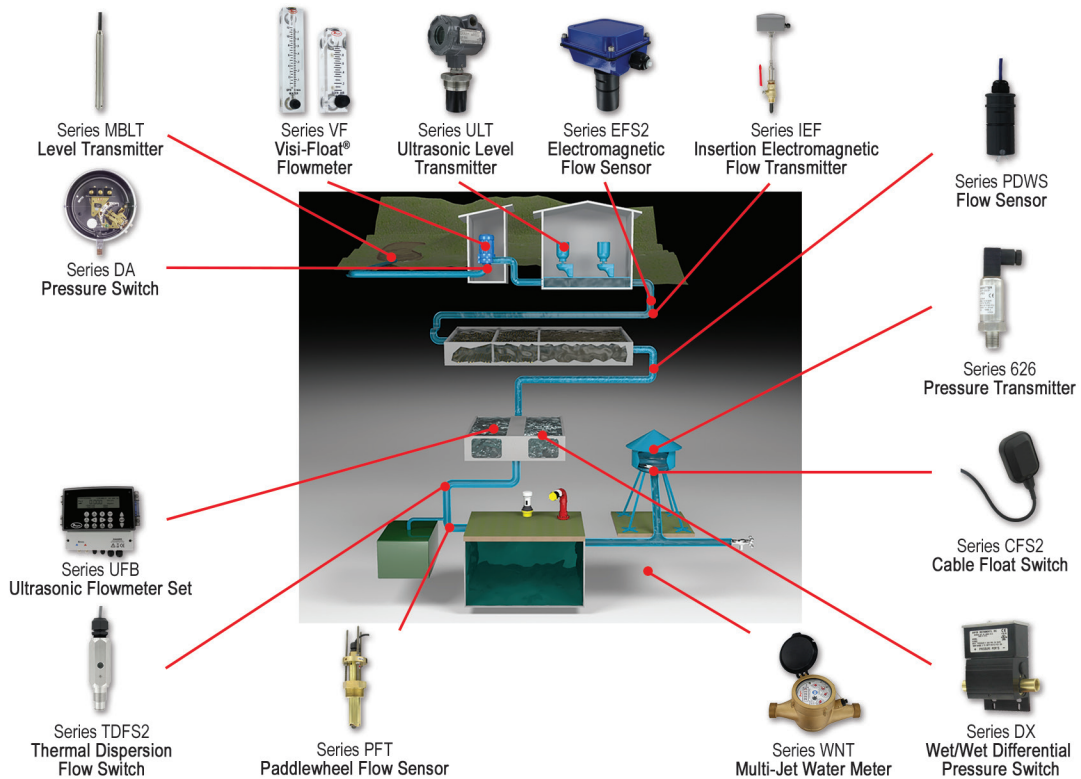 Series MBLT
Level Transmitter
Series VF
Visi-Float®
Flowmeter
Series ULT
Ultrasonic Level
Transmitter
Series EFS2
Electromagnetic
Flow Sensor
Series IEF
Insertion Electromagnetic
Flow Transmitter
Series PDWS
Flow Sensor
Series DA
Pressure Switch
Series 626
Pressure Transmitter
Series UFB
Ultrasonic Flowmeter Set
Series CFS2
Cable Float Switch
Series TDFS2
Thermal Dispersion
Flow Switch
Series PFT
Paddlewheel Flow Sensor
Series WNT
Multi-Jet Water Meter
Series DX
Wet/Wet Differential
Pressure Switch